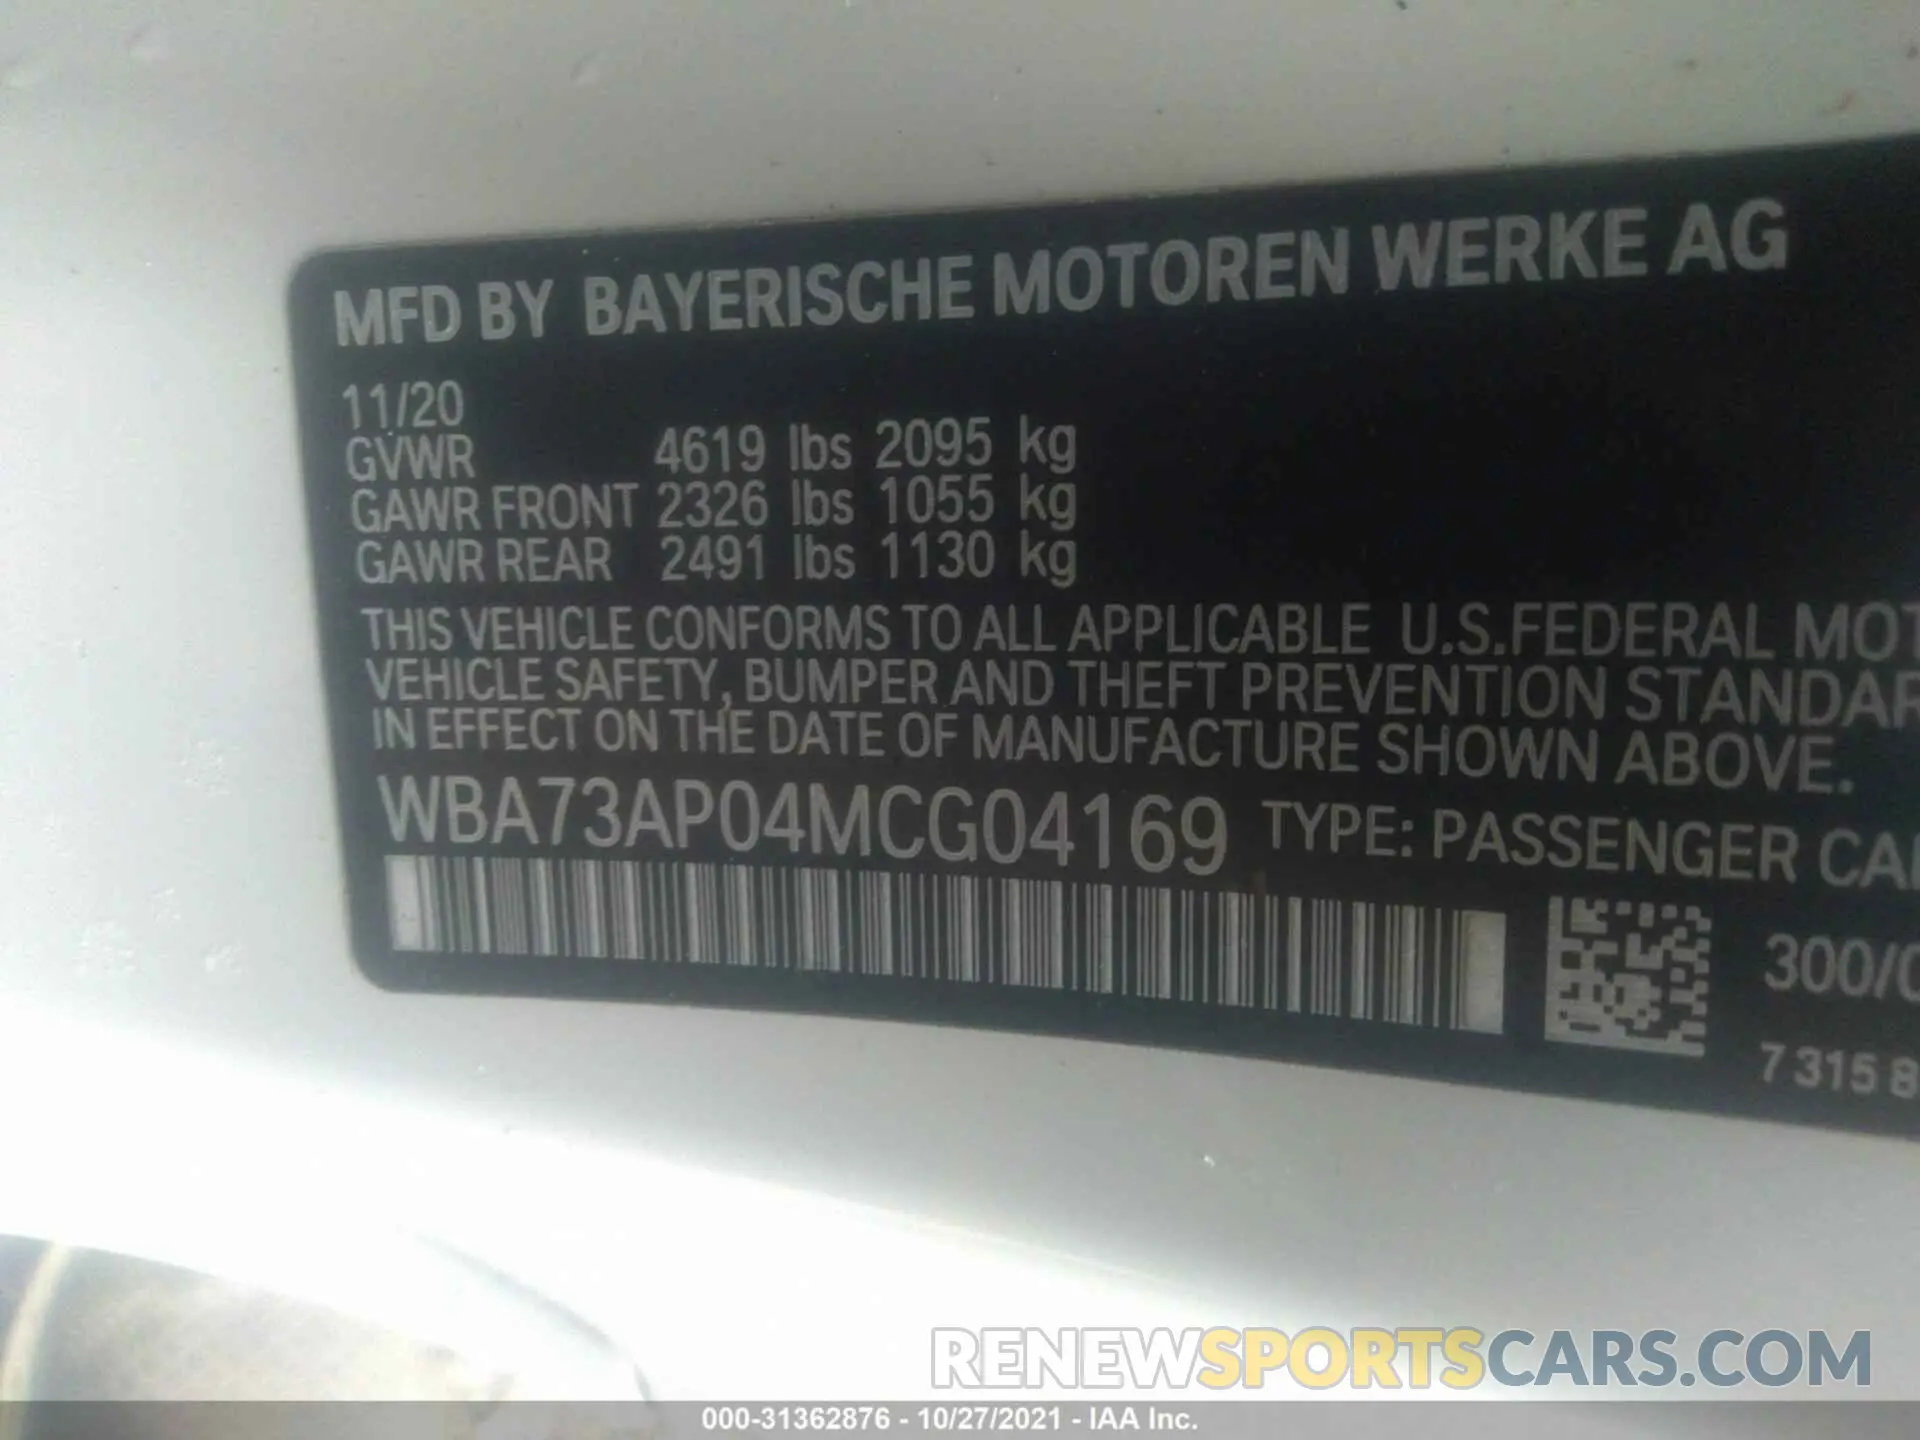 MFD BY BAYERISCHE MOTOREN WERKE AG
11/20
GVWR 4619 lbs 2095 kg
GAWR FRONT 2326 lbs 1055 kg
GAWR REAR 2491 lbs 1130 kg
THIS VEHICLE CONFORMS TO ALL APPLICABLE U.S.FEDERAL MOT
VEHICLE SAFETY, BUMPER AND THEFT PREVENTION STANDAR
IN EFFECT ON THE DATE OF MANUFACTURE SHOWN ABOVE.
WBA73AP04MCG04169 TYPE: PASSENGER CAR
300/0
7 315 8
RENEWSPORTSCARS.COM
000-31362876 - 10/27/2021 - IAA Inc.